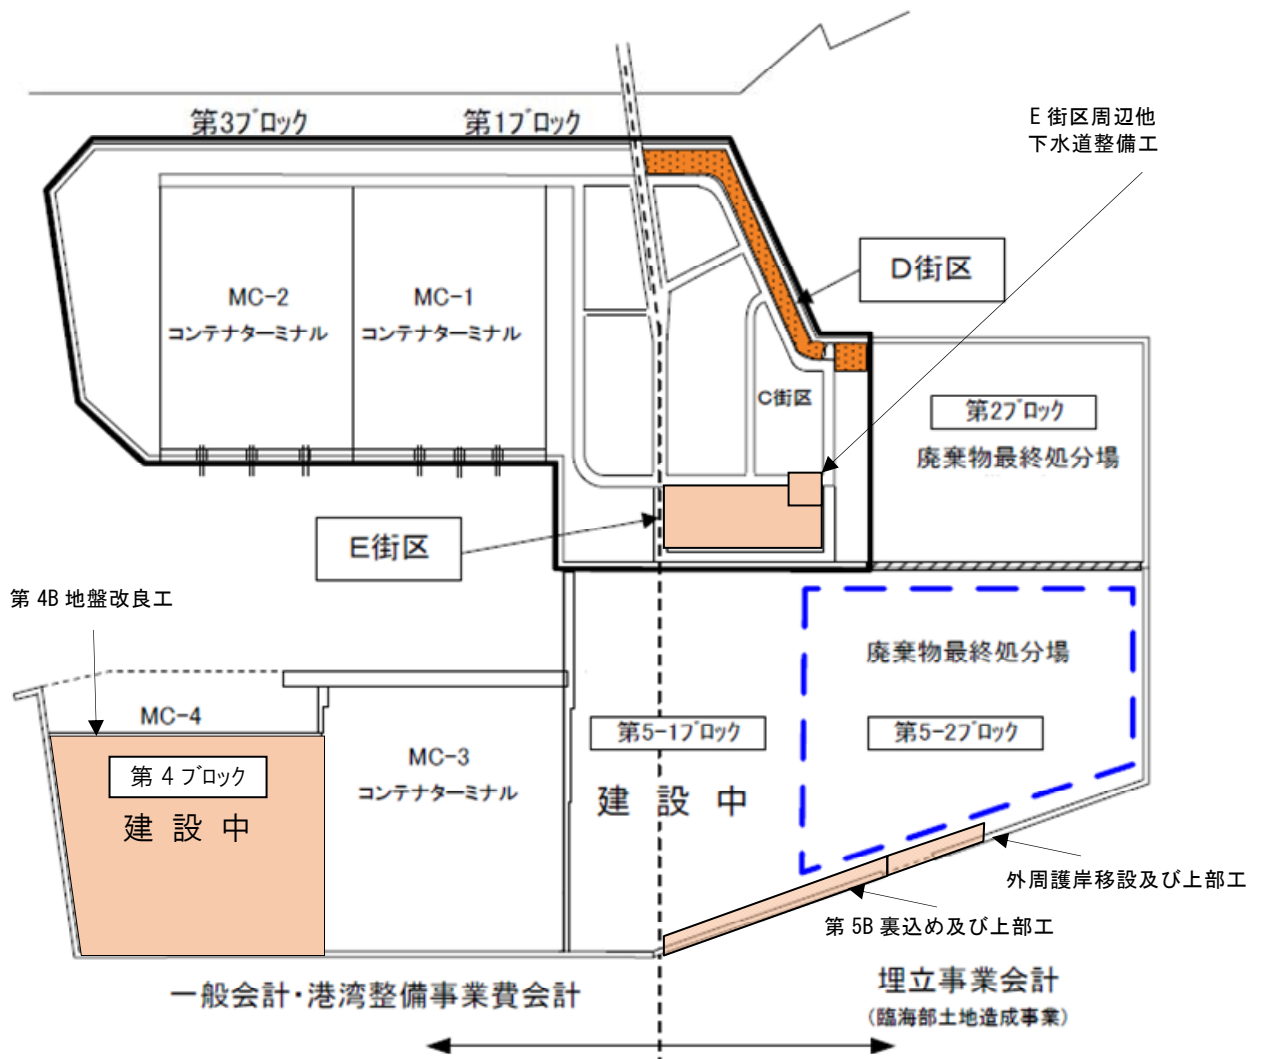 第3ブロック
第1ブロック
E 街区周辺他
下水道整備工
D街区
MC-2
コンテナターミナル
MC-1
コンテナターミナル
C街区
第2ブロック
廃棄物最終処分場
E街区
第 4B 地盤改良工
廃棄物最終処分場
MC-4
第 4 ブロック
建 設 中
MC-3
コンテナターミナル
第5-1ブロック
建 設 中
第5-2ブロック
外周護岸移設及び上部工
第 5B 裏込め及び上部工
一般会計・港湾整備事業費会計
埋立事業会計
(臨海部土地造成事業)